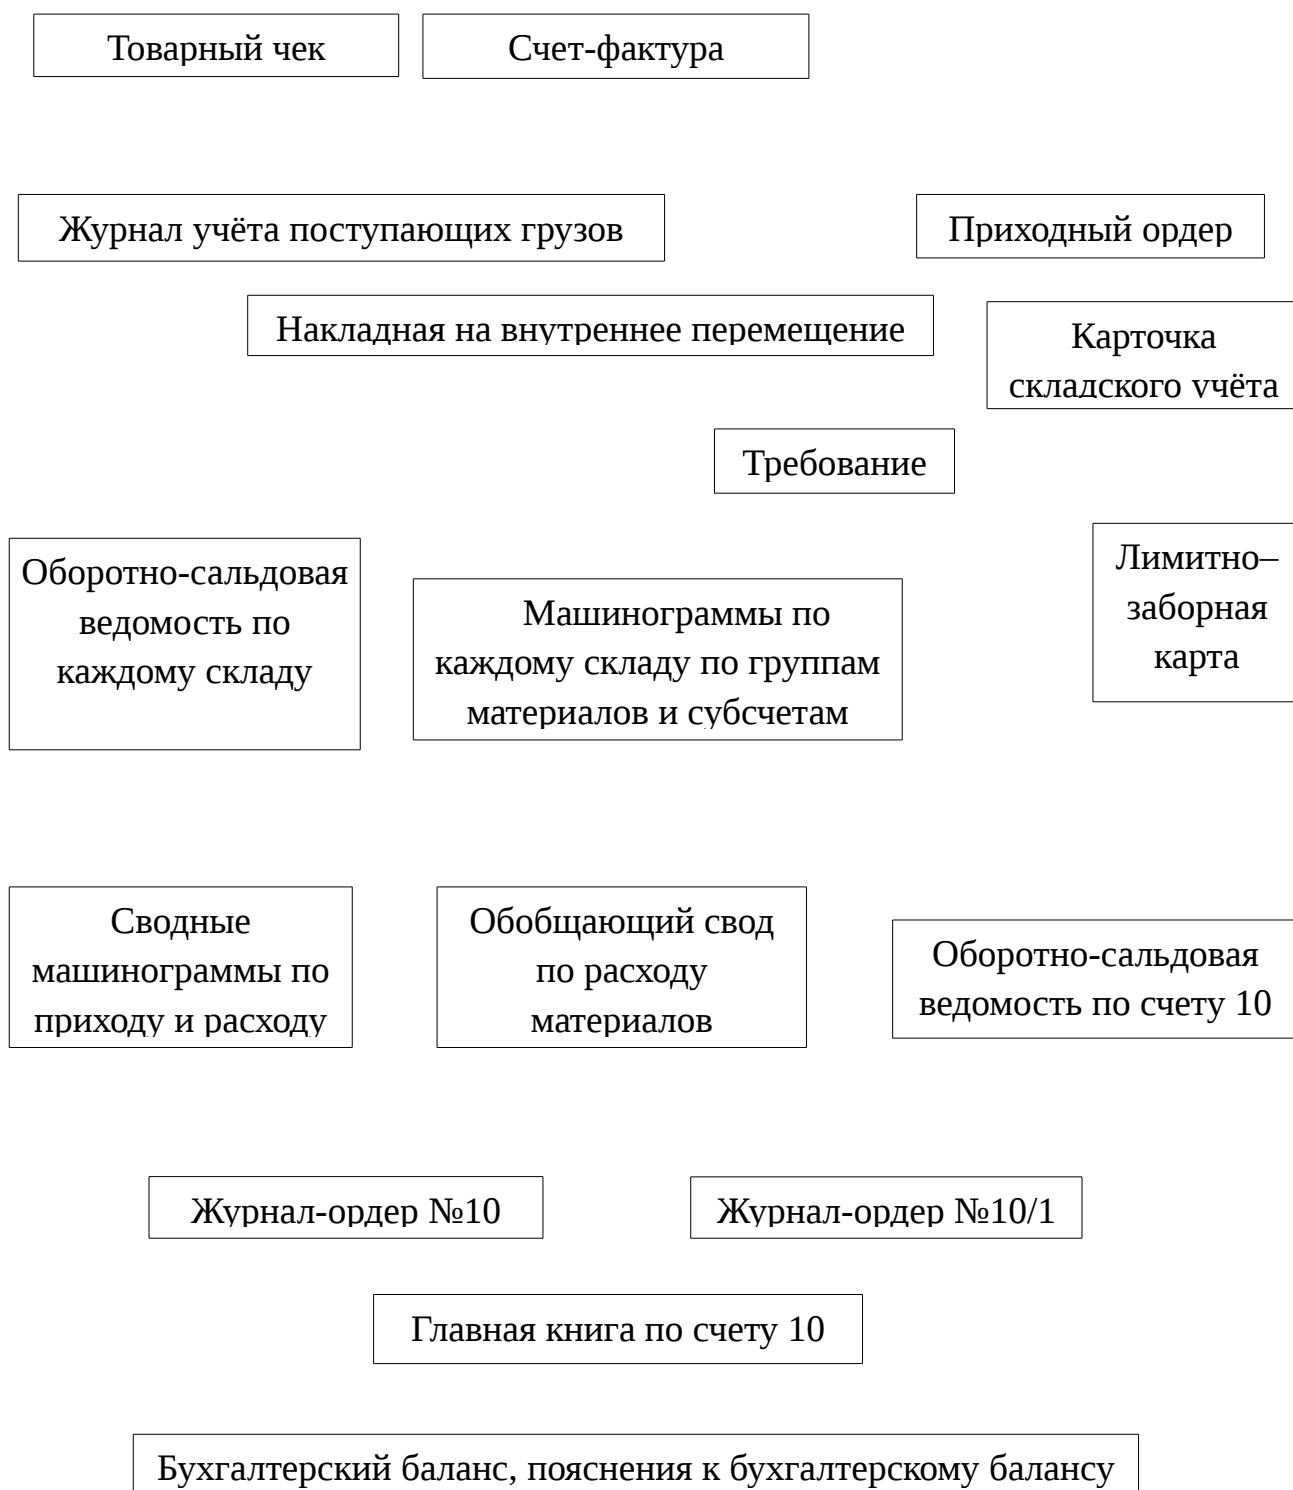 Товарный чек
Счет-фактура
Журнал учёта поступающих грузов
Приходный ордер
Накладная на внутреннее перемещение
Карточка
складского учёта
Требование
Оборотно-сальдовая
ведомость по
каждому складу
Машинограммы по
каждому складу по группам
материалов и субсчетам
Лимитно–
заборная
карта
Сводные
машинограммы по
приходу и расходу
Обобщающий свод
по расходу
материалов
Оборотно-сальдовая
ведомость по счету 10
Журнал-ордер №10
Журнал-ордер №10/1
Главная книга по счету 10
Бухгалтерский баланс, пояснения к бухгалтерскому балансу